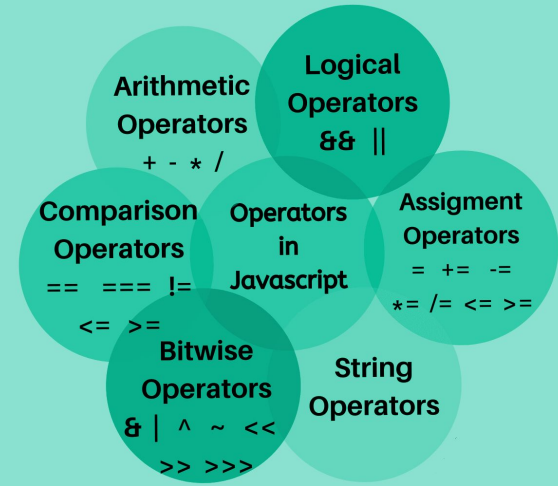 Arithmetic
Operators
+ - * /
Logical
Operators
&& ||
Comparison
Operators
== === !=
<= >=
Operators
in
Javascript
Assigment
Operators
= += -=
*= /= <= >=
Bitwise
Operators
& | ^ ~ <<
>> >>>
String
Operators